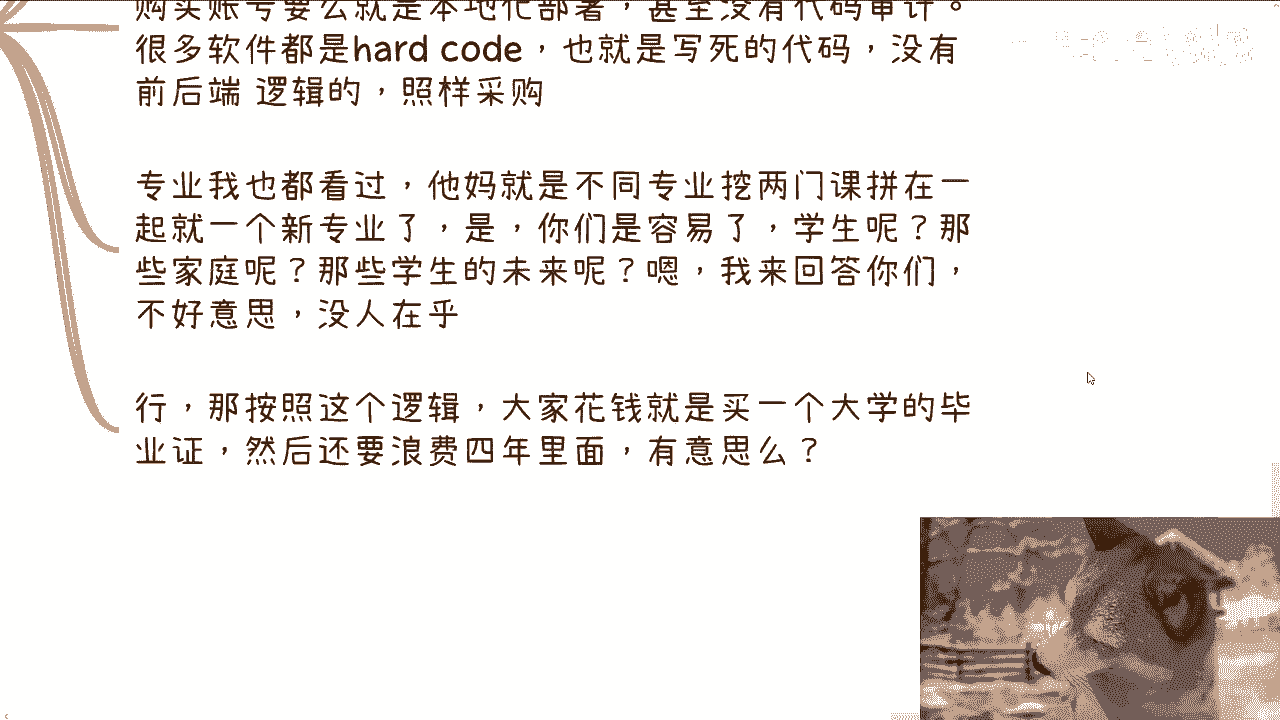 购买账号要么就是本地化部署，甚至没有代码审计。
很多软件都是hard code，也就是写死的代码，没有
前后端 逻辑的，照样采购
专业我也都看过，他妈就是不同专业挖两门课拼在一
起就一个新专业了，是，你们是容易了，学生呢？那
些家庭呢？那些学生的未来呢？嗯，我来回答你们，
不好意思，没人在乎
行，那按照这个逻辑，大家花钱就是买一个大学的毕
业证，然后还要浪费四年里面，有意思么？